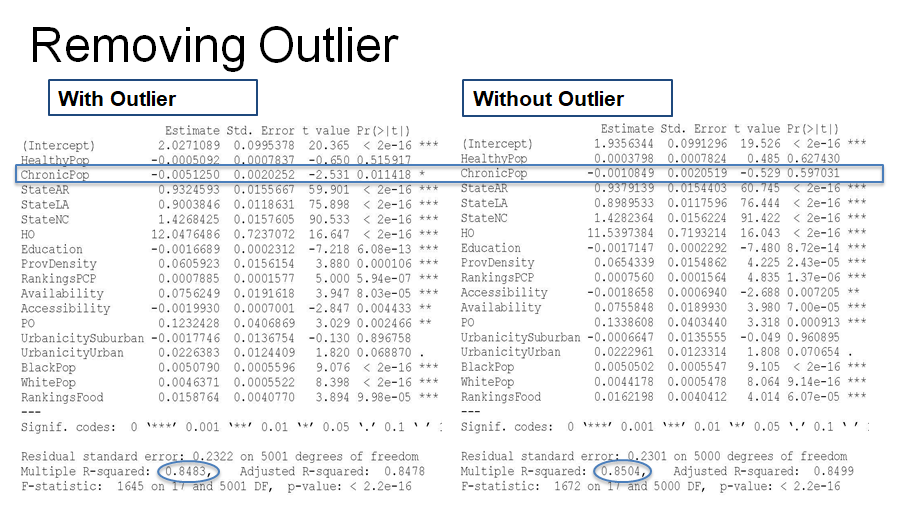 Removing Outlier
With Outlier
Estimate Std. Error t value Pr(>|t|)
(Intercept) 2.0271089 0.0995378 20.365 < 2e-16 ***
HealthyPop -0.0005092 0.0007837 -0.650 0.515917
ChronicPop -0.0051250 0.0020252 -2.531 0.011418 *
StateAR 0.9324593 0.0155667 59.901 < 2e-16 ***
StateLA 0.9003846 0.0118631 75.898 < 2e-16 ***
StateNC 1.4268425 0.0157605 90.533 < 2e-16 ***
HO 12.0476486 0.7237072 16.647 < 2e-16 ***
Education -0.0016689 0.0002312 -7.218 6.08e-13 ***
ProvDensity 0.0605923 0.0156154 3.880 0.000106 ***
RankingsPCP 0.0007885 0.0001577 5.000 5.94e-07 ***
Availability 0.0756249 0.0191618 3.947 8.03e-05 ***
Accessibility -0.0019930 0.0007001 -2.847 0.004433 **
PO 0.1232428 0.0406869 3.029 0.002466 **
UrbanicitySuburban -0.0017746 0.0136754 -0.130 0.896758
UrbanicityUrban 0.0226383 0.0124409 1.820 0.068870 .
BlackPop 0.0050790 0.0005596 9.076 < 2e-16 ***
WhitePop 0.0046371 0.0005522 8.398 < 2e-16 ***
RankingsFood 0.0158764 0.0040770 3.894 9.98e-05 ***
---
Signif. codes: 0 ‘***’ 0.001 ‘**’ 0.01 ‘*’ 0.05 ‘.’ 0.1 ‘ ’ 1
Residual standard error: 0.2322 on 5001 degrees of freedom
Multiple R-squared: 0.8483, Adjusted R-squared: 0.8478
F-statistic: 1645 on 17 and 5001 DF, p-value: < 2.2e-16
Without Outlier
Estimate Std. Error t value Pr(>|t|)
(Intercept) 1.9356344 0.0991296 19.526 < 2e-16 ***
HealthyPop 0.0003798 0.0007824 0.485 0.627430
ChronicPop -0.0010849 0.0020519 -0.529 0.597031
StateAR 0.9379139 0.0154403 60.745 < 2e-16 ***
StateLA 0.8989533 0.0117596 76.444 < 2e-16 ***
StateNC 1.4282364 0.0156224 91.422 < 2e-16 ***
HO 11.5397384 0.7193214 16.043 < 2e-16 ***
Education -0.0017147 0.0002292 -7.480 8.72e-14 ***
ProvDensity 0.0654339 0.0154862 4.225 2.43e-05 ***
RankingsPCP 0.0007560 0.0001564 4.835 1.37e-06 ***
Accessibility -0.0018658 0.0006940 -2.688 0.007205 **
Availability 0.0755848 0.0189930 3.980 7.00e-05 ***
PO 0.1338608 0.0403440 3.318 0.000913 ***
UrbanicitySuburban -0.0006647 0.0135555 -0.049 0.960895
UrbanicityUrban 0.0222961 0.0123314 1.808 0.070654 .
BlackPop 0.0050502 0.0005547 9.105 < 2e-16 ***
WhitePop 0.0044178 0.0005478 8.064 9.14e-16 ***
RankingsFood 0.0162198 0.0040412 4.014 6.07e-05 ***
---
Signif. codes: 0 ‘***’ 0.001 ‘**’ 0.01 ‘*’ 0.05 ‘.’ 0.1 ‘ ’ 1
Residual standard error: 0.2301 on 5000 degrees of freedom
Multiple R-squared: 0.8504, Adjusted R-squared: 0.8499
F-statistic: 1672 on 17 and 5000 DF, p-value: < 2.2e-16